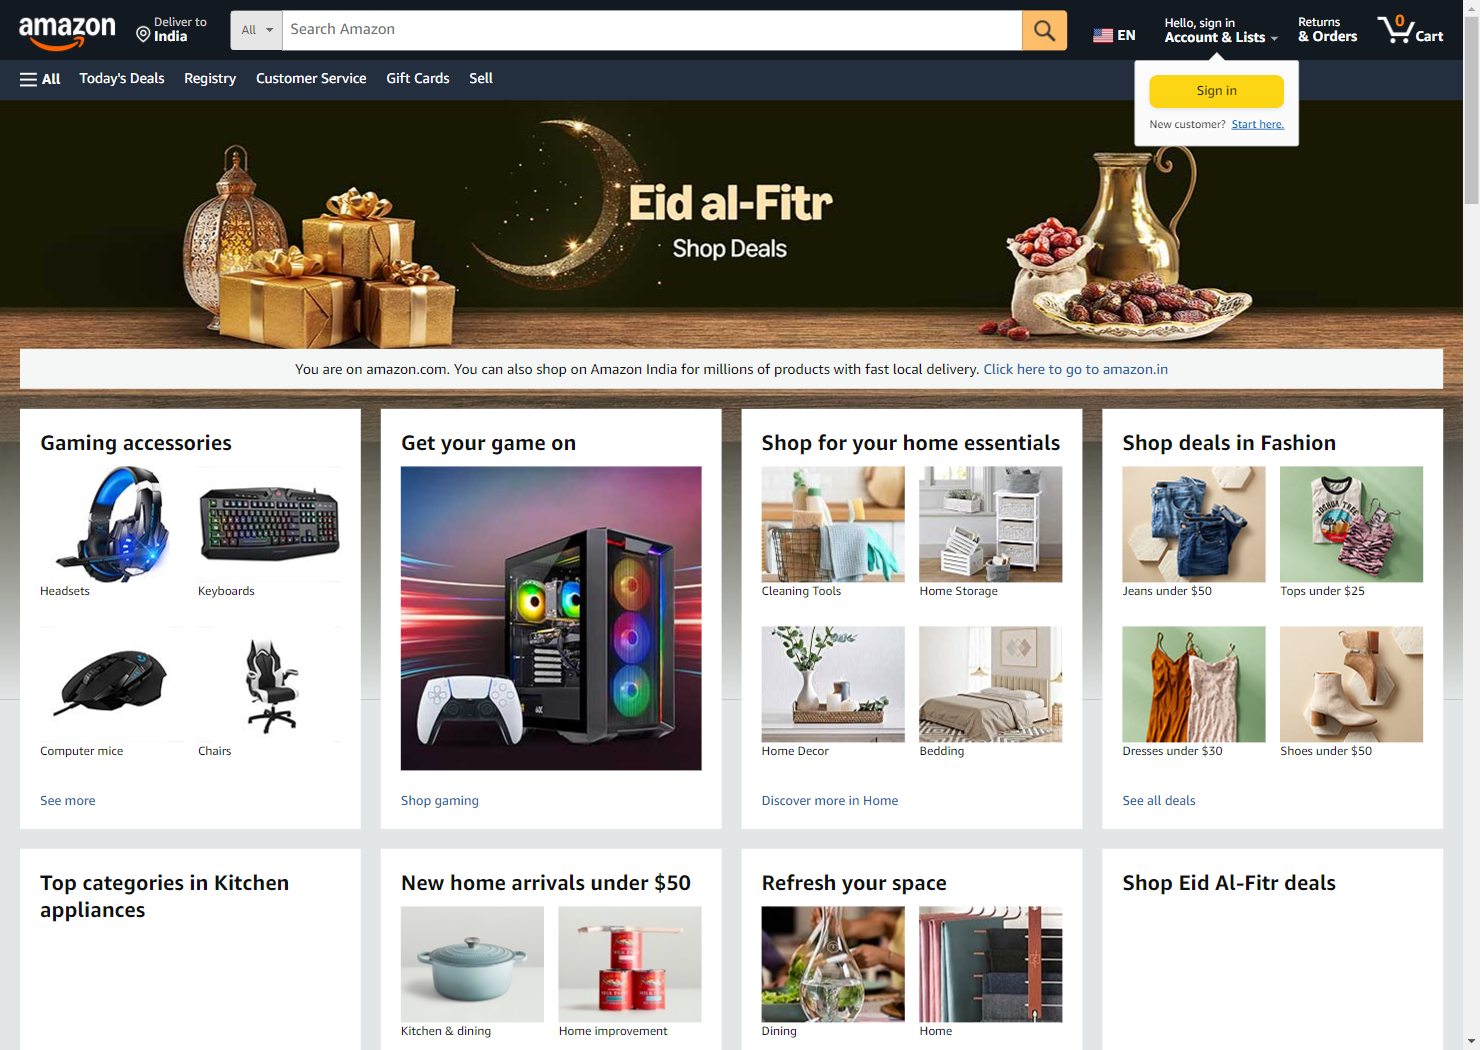 amazon
Deliver to
India
All
Search Amazon
EN
Hello, sign in
Account & Lists
Returns
& Orders
0
Cart
All
Today's Deals
Registry
Customer Service
Gift Cards
Sell
Sign in
New customer? Start here.
Eid al-Fitr
Shop Deals
You are on amazon.com. You can also shop on Amazon India for millions of products with fast local delivery. Click here to go to amazon.in
Gaming accessories
Headsets
Keyboards
Computer mice
Chairs
See more
Get your game on
Shop gaming
Shop for your home essentials
Cleaning Tools
Home Storage
Home Decor
Bedding
Discover more in Home
Shop deals in Fashion
JOSHUA TREE
Jeans under $50
Tops under $25
Dresses under $30
Shoes under $50
See all deals
Top categories in Kitchen
appliances
New home arrivals under $50
Kitchen & dining
Home improvement
Refresh your space
Dining
Home
Shop Eid Al-Fitr deals